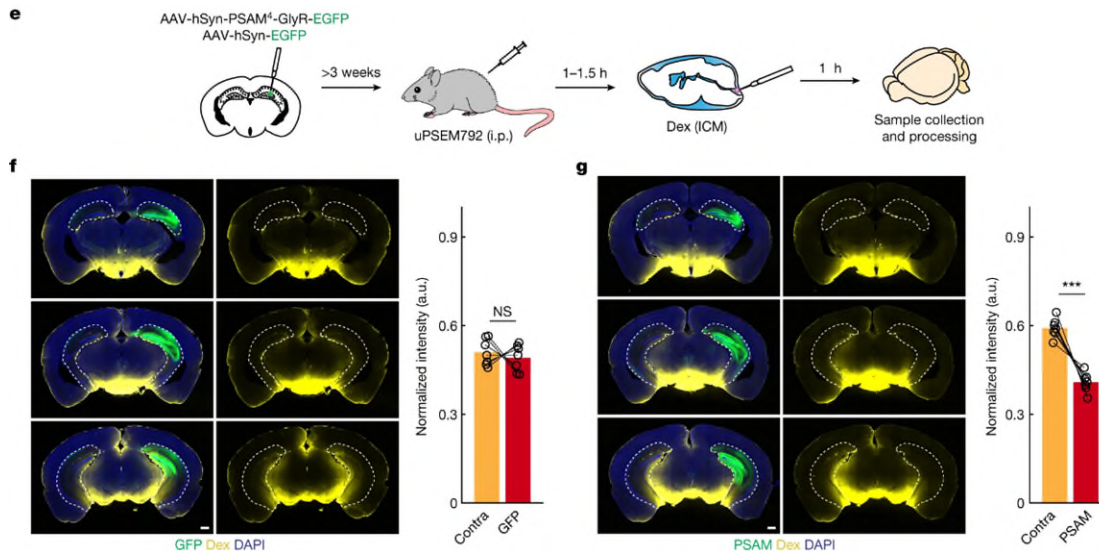 e
AAV-hSyn-PSAM⁴-GlyR-EGFP
AAV-hSyn-EGFP
>3 weeks
uPSEM792 (i.p.)
1–1.5 h
Dex (ICM)
1 h
Sample collection
and processing
f
Normalized intensity (a.u.)
0.9
0.6
0.3
0
NS
Contra
GFP
GFP Dex DAPI
g
Normalized intensity (a.u.)
0.9
0.6
0.3
0
***
Contra
PSAM
PSAM Dex DAPI